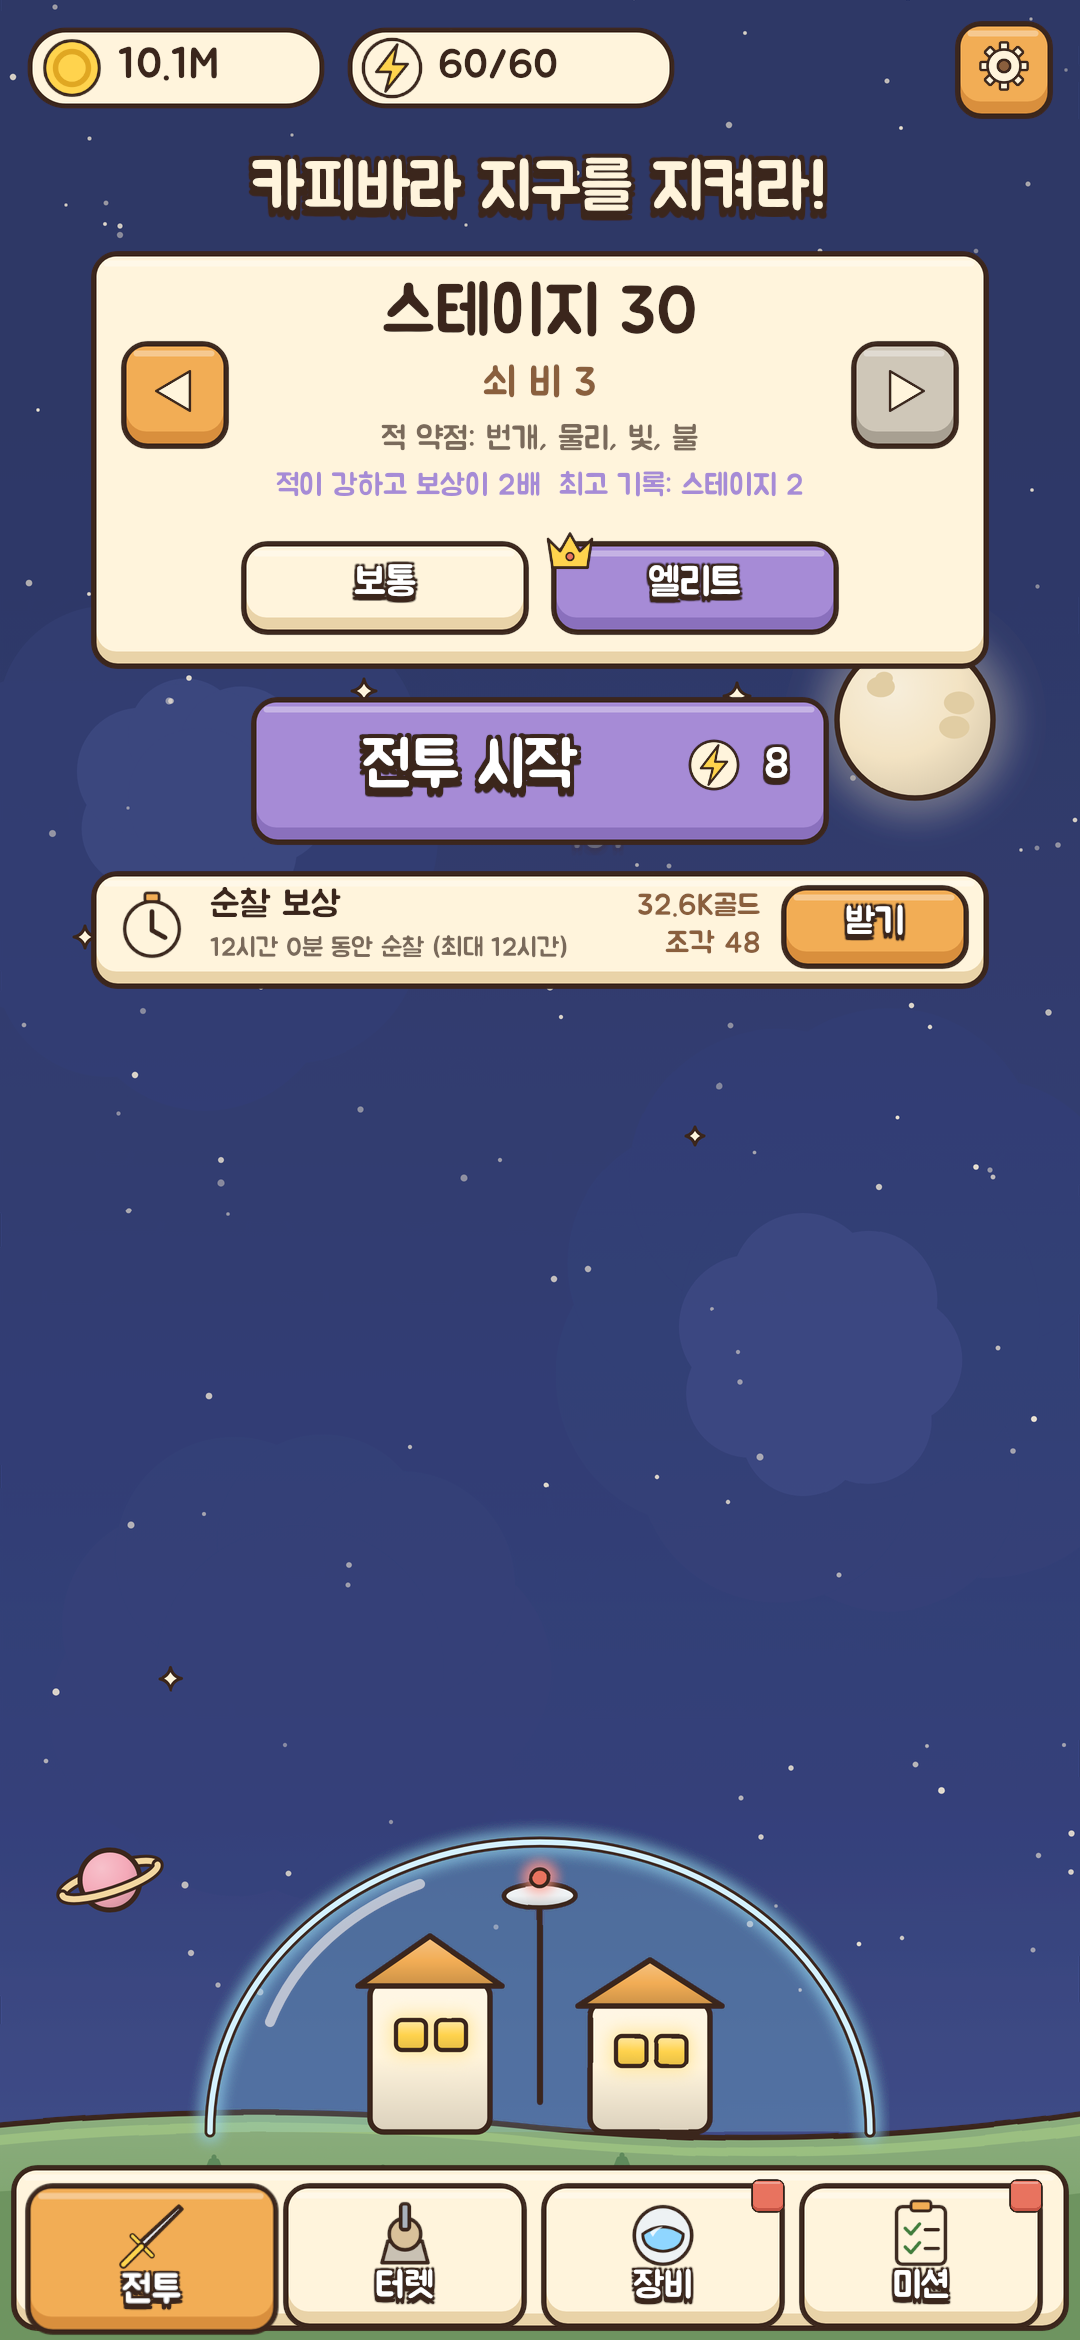 10.1M
60/60
카피바라 지구를 지켜라!
스테이지 30
쇠 비 3
적 약점: 번개, 물리, 빛, 불
적이 강하고 보상이 2배 최고 기록: 스테이지 2
보통
엘리트
전투 시작
8
순찰 보상
32.6K골드
12시간 0분 동안 순찰 (최대 12시간)
조각 48
받기
전투
터렛
장비
미션